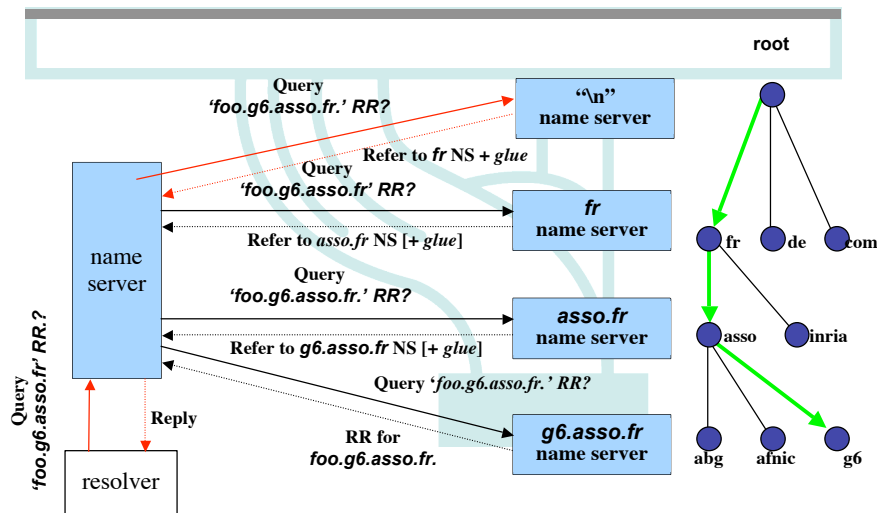 root
Query
'foo.g6.asso.fr.' RR?
"\n"
name server
Refer to fr NS + glue
Query
'foo.g6.asso.fr' RR?
fr
name server
Refer to asso.fr NS [+ glue]
fr
de
com
name
server
Query
'foo.g6.asso.fr.' RR?
asso.fr
name server
Refer to g6.asso.fr NS [+ glue]
asso
inria
Query 'foo.g6.asso.fr.' RR?
Query
'foo.g6.asso.fr' RR.?
Reply
RR for
foo.g6.asso.fr.
g6.asso.fr
name server
abg
afnic
g6
resolver